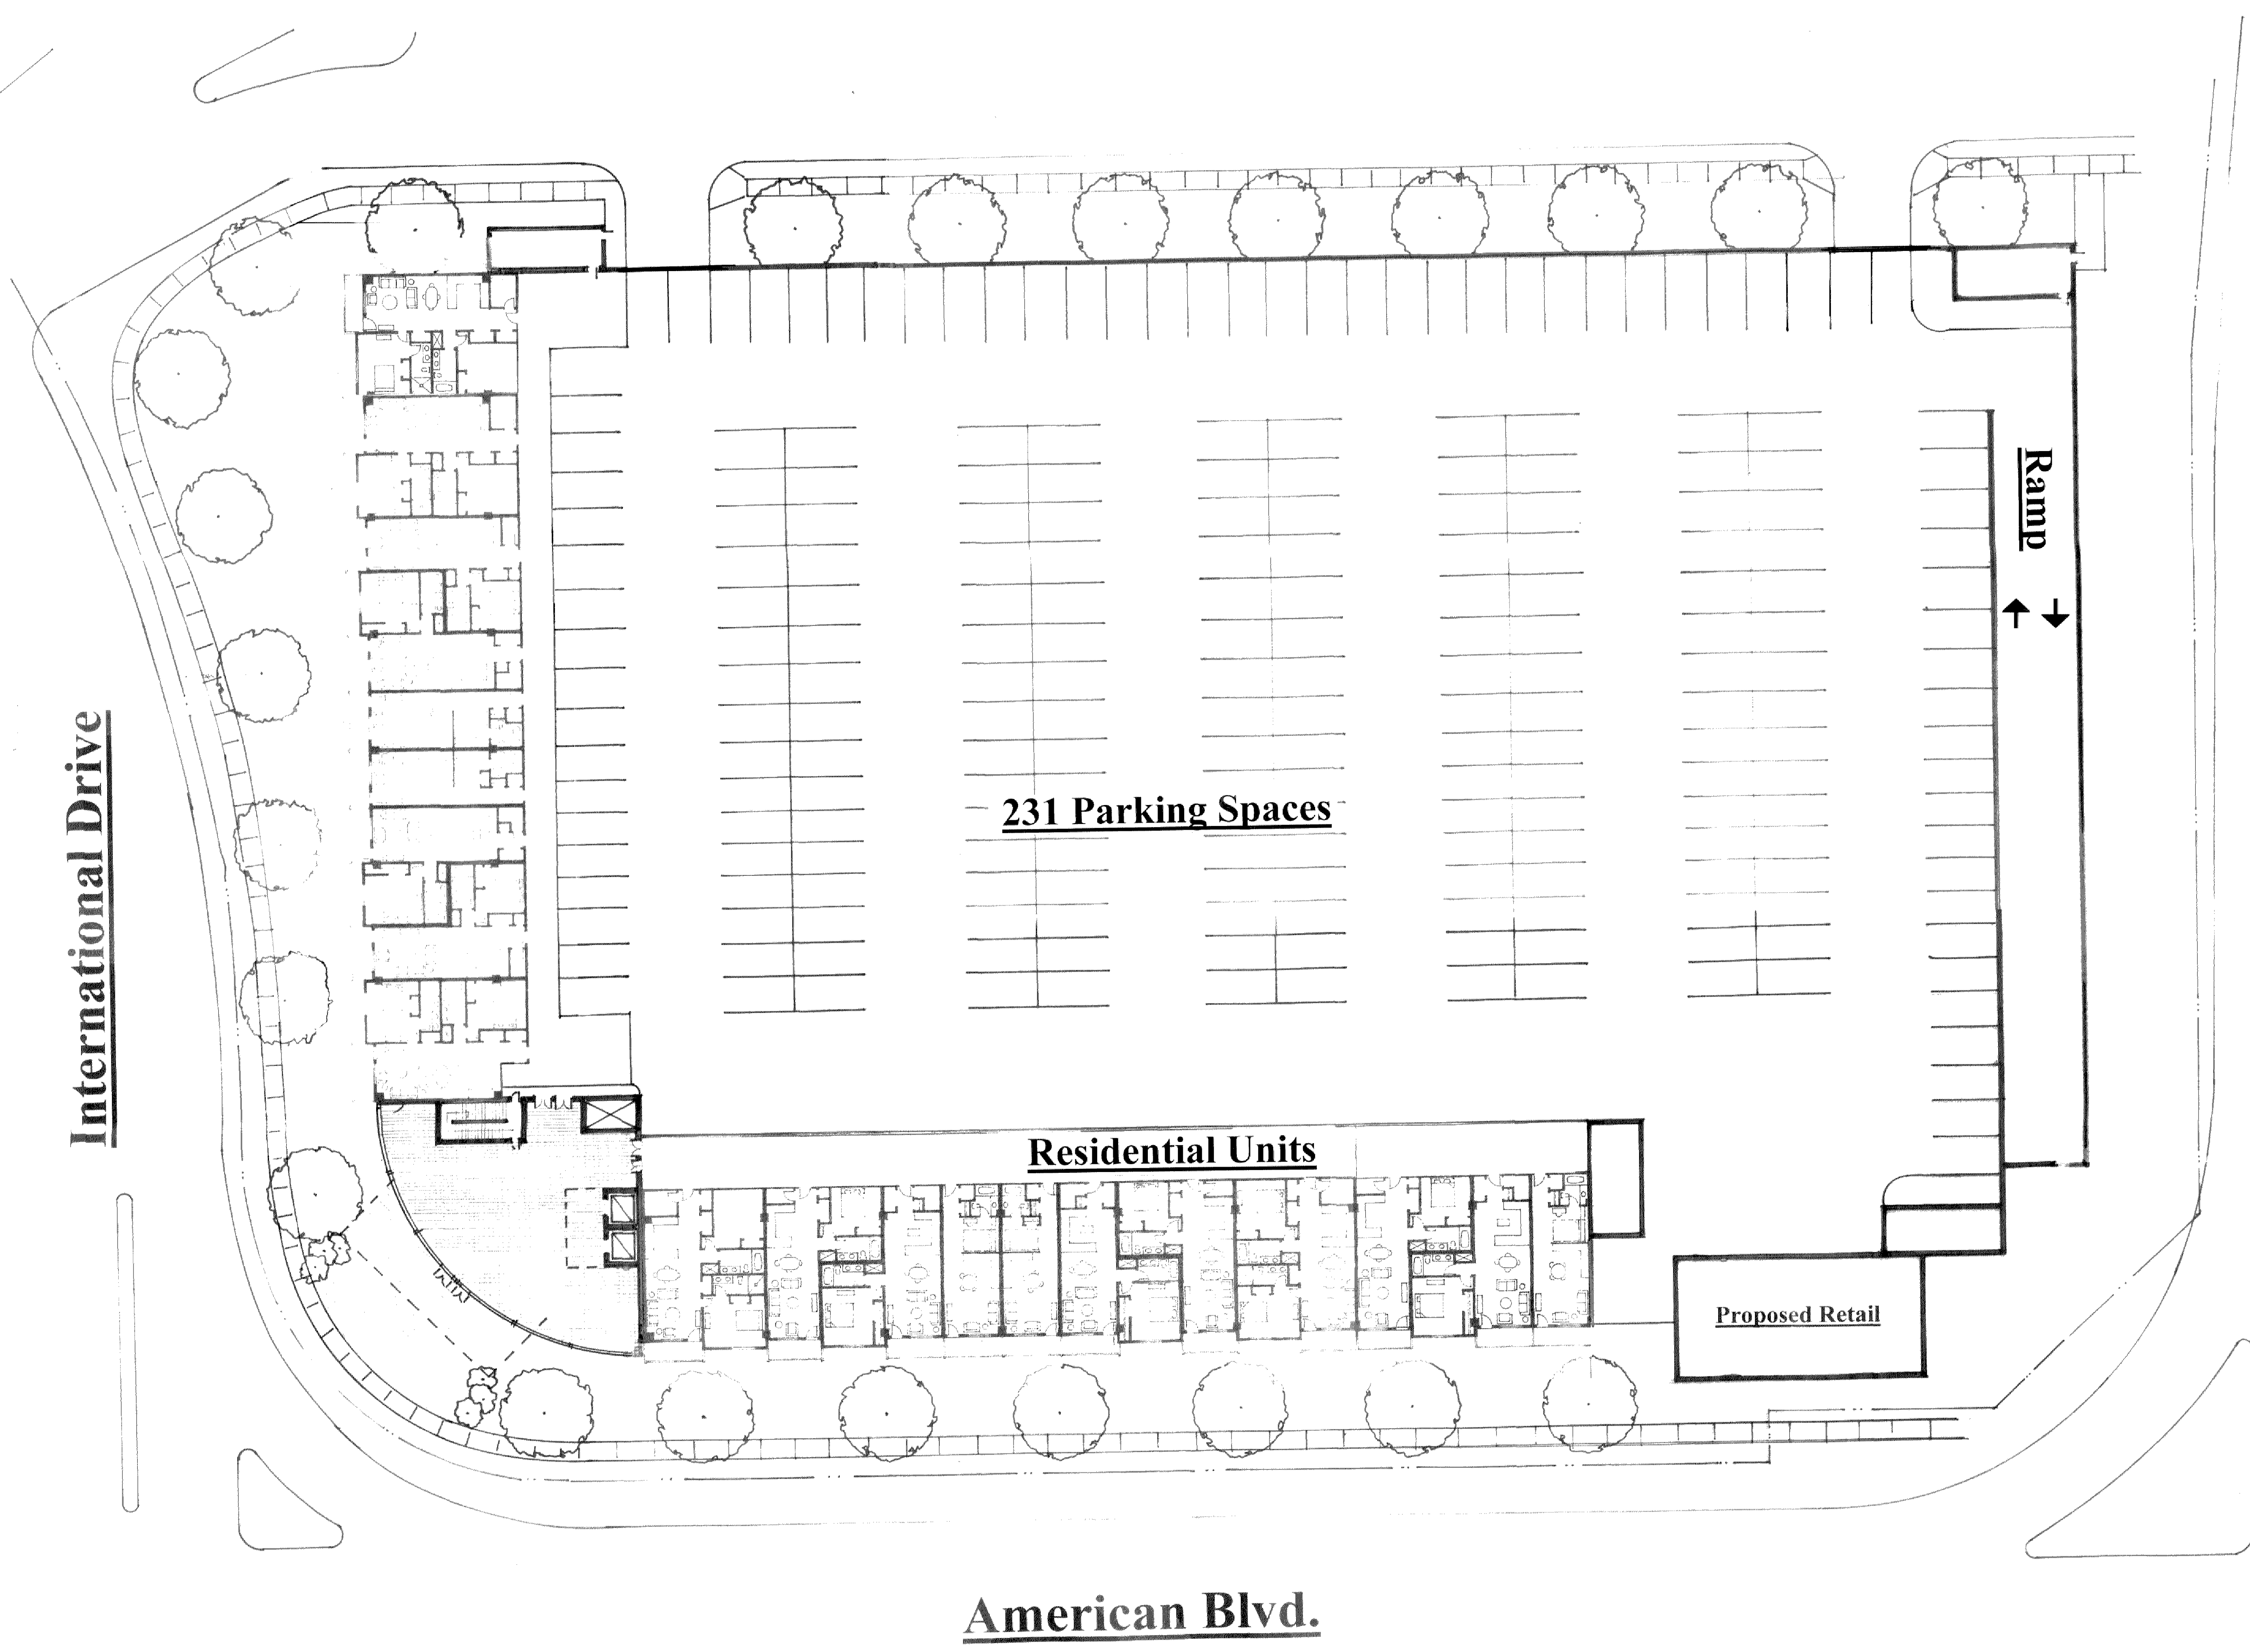 Ramp
International Drive
231 Parking Spaces
Residential Units
Proposed Retail
American Blvd.